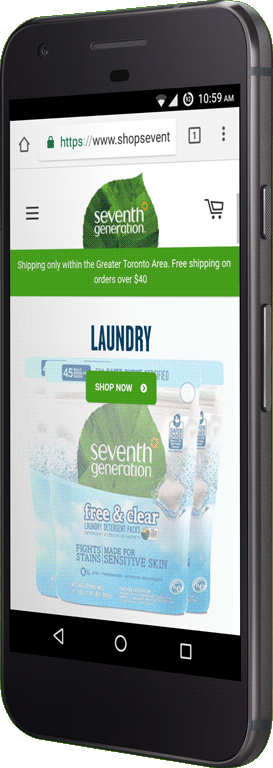 10:59 AM
https://www.shopsevent
1
seventh
generation.
Shipping only within the Greater Toronto Area. Free shipping on
orders over $40
LAUNDRY
45
SHOP NOW
seventh
generation.
free & clear
LAUNDRY DETERGENT PACKS
FIGHTS MADE FOR
STAINS SENSITIVE SKIN
0%